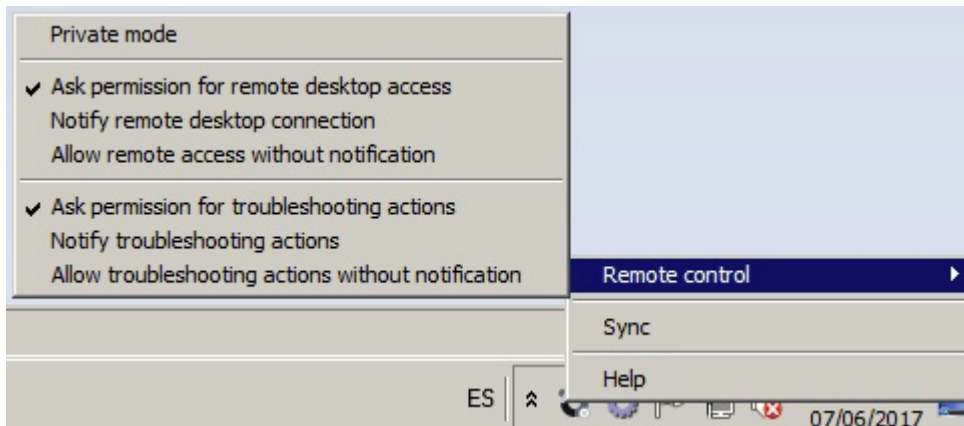 Private mode
Ask permission for remote desktop access
Notify remote desktop connection
Allow remote access without notification
Ask permission for troubleshooting actions
Notify troubleshooting actions
Allow troubleshooting actions without notification
Remote control
Sync
Help
ES
07/06/2017